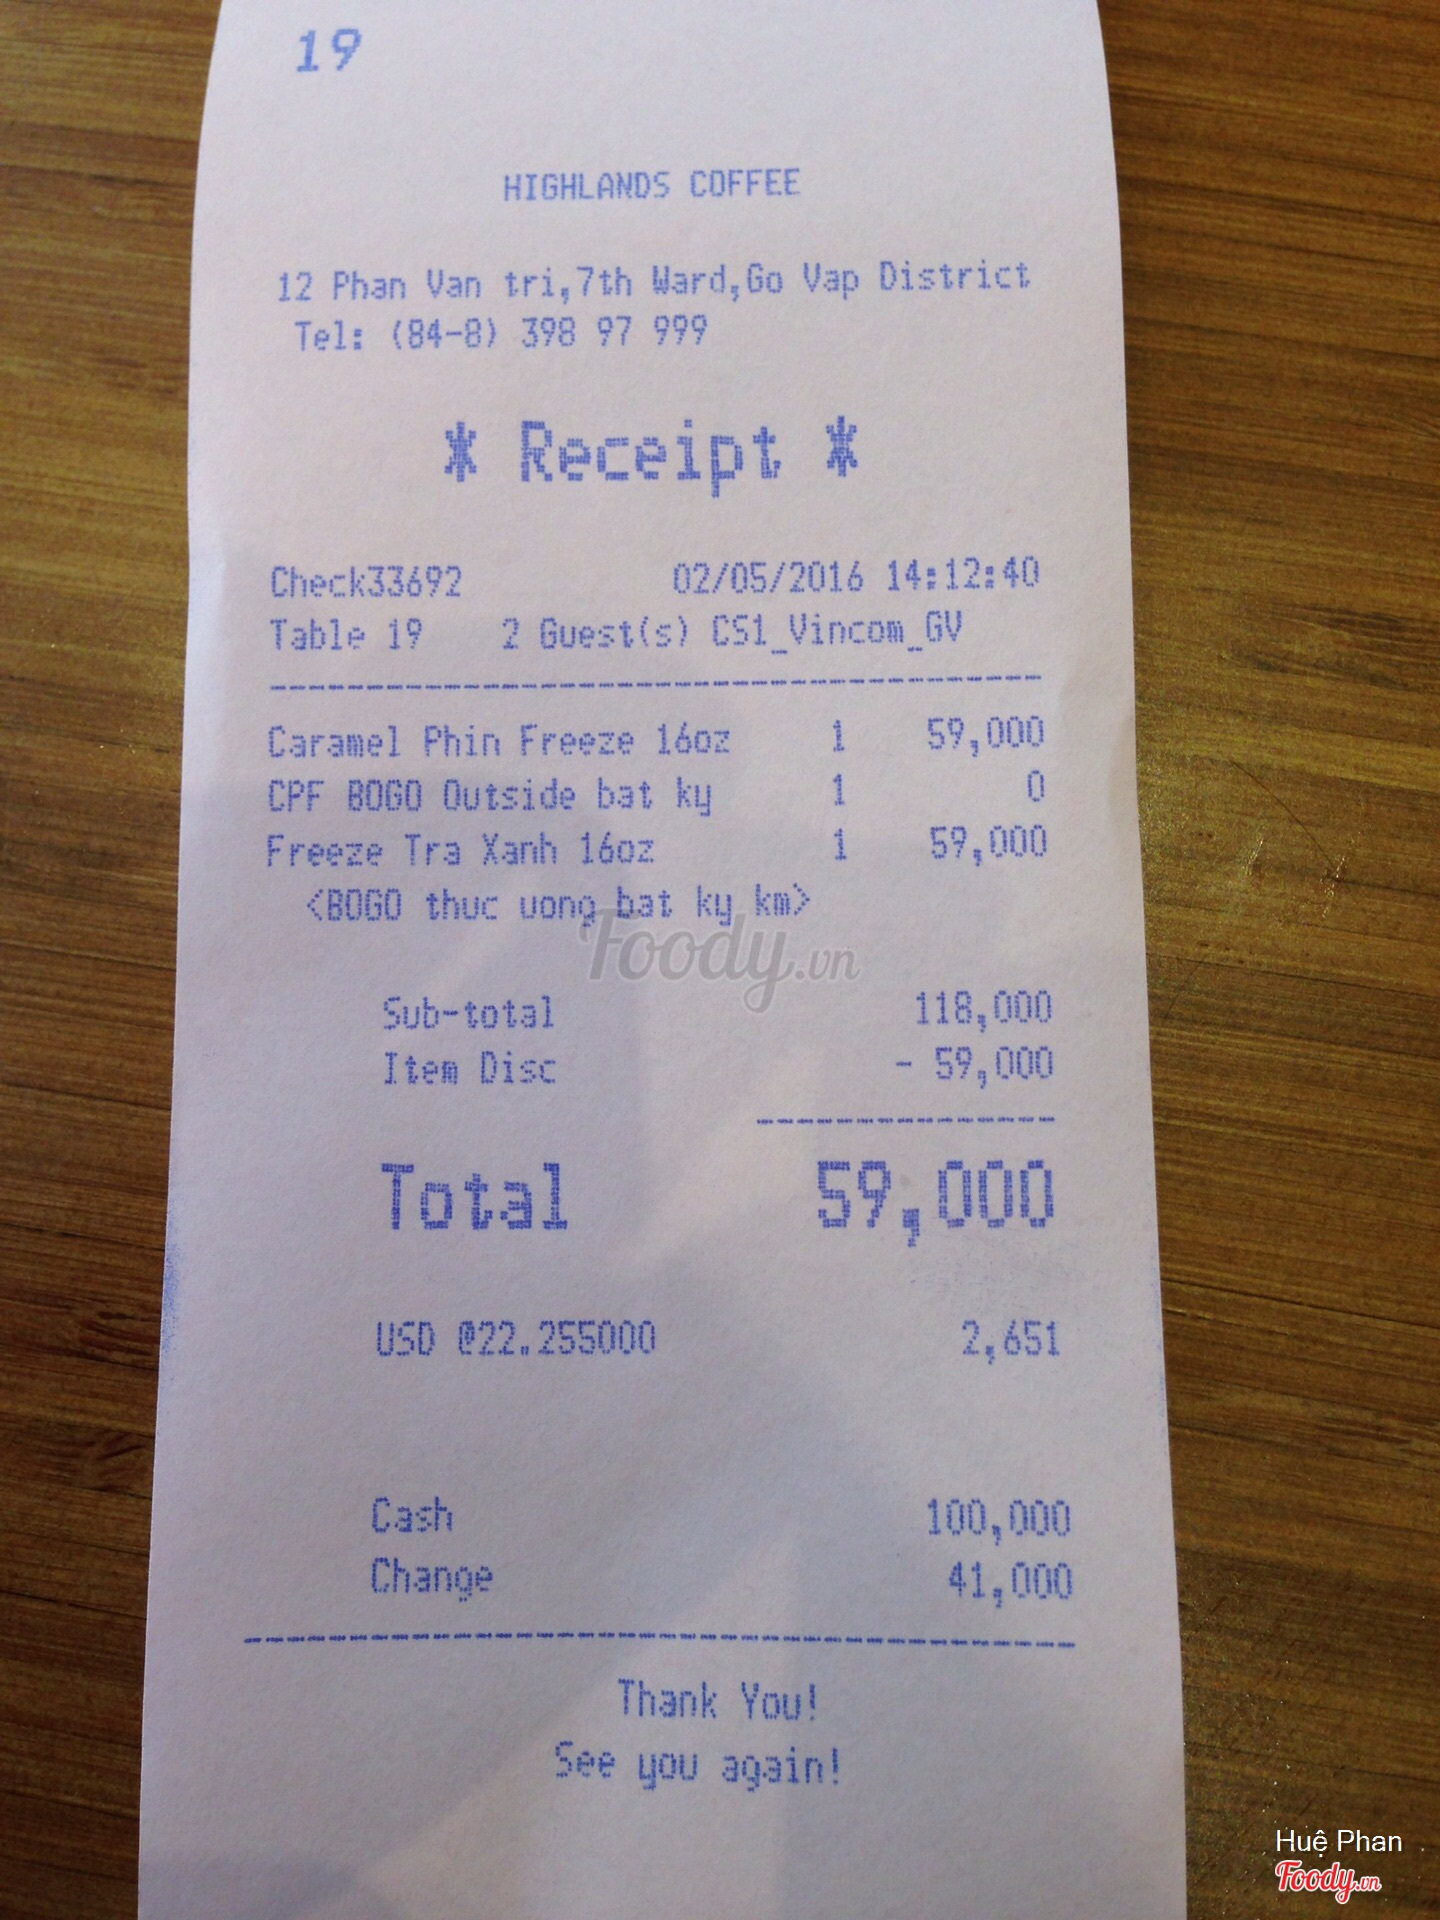 19
HIGHLANDS COFFEE
12 Phan Van tri,7th Ward,Go Vap District
Tel: (84-8) 398 97 999
* Receipt *
Check33692 02/05/2016 14:12:40
Table 19 2 Guest(s) CS1_Vincom_GV
Caramel Phin Freeze 16oz 1 59,000
CPF BOGO Outside bat ky 1 0
Freeze Tra Xanh 16oz 1 59,000
<BOGO thuc uong bat ky km>
Foody.vn
Sub-total 118,000
Item Disc - 59,000
Total 59,000
USD @22.255000 2,651
Cash 100,000
Change 41,000
Thank You!
See you again!
Huệ Phan
Foody.vn